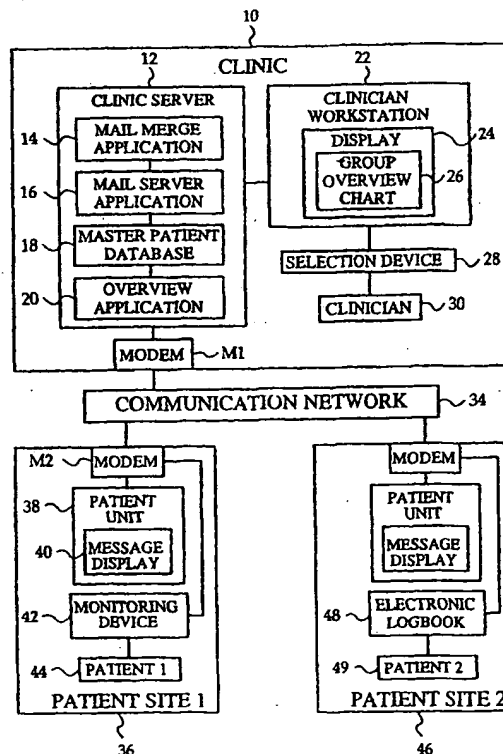 10
CLINIC
12
22
CLINIC SERVER
14
MAIL MERGE
APPLICATION
16
MAIL SERVER
APPLICATION
18
MASTER PATIENT
DATABASE
20
OVERVIEW
APPLICATION
CLINICIAN
WORKSTATION
DISPLAY
24
GROUP
OVERVIEW
CHART
26
SELECTION DEVICE
28
CLINICIAN
30
MODEM
M1
COMMUNICATION NETWORK
34
M2
MODEM
38
PATIENT
UNIT
40
MESSAGE
DISPLAY
42
MONITORING
DEVICE
44
PATIENT 1
PATIENT SITE 1
36
MODEM
PATIENT
UNIT
MESSAGE
DISPLAY
48
ELECTRONIC
LOGBOOK
49
PATIENT 2
PATIENT SITE 2
46